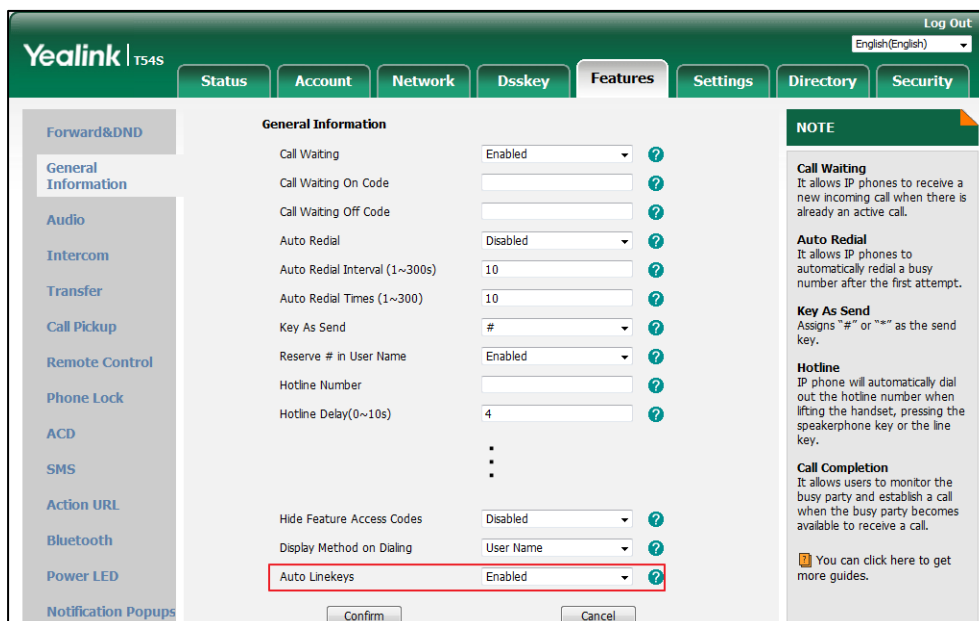 Log Out
English(English)
Yealink T54S
Status Account Network Dsskey Features Settings Directory Security
Forward&DND
General
Information
Audio
Intercom
Transfer
Call Pickup
Remote Control
Phone Lock
ACD
SMS
Action URL
Bluetooth
Power LED
Notification Popups
General Information
Call Waiting Enabled ?
Call Waiting On Code ?
Call Waiting Off Code ?
Auto Redial Disabled ?
Auto Redial Interval (1~300s) 10 ?
Auto Redial Times (1~300) 10 ?
Key As Send # ?
Reserve # in User Name Enabled ?
Hotline Number ?
Hotline Delay(0~10s) 4 ?
Hide Feature Access Codes Disabled ?
Display Method on Dialing User Name ?
Auto Linekeys Enabled ?
Confirm Cancel
NOTE
Call Waiting
It allows IP phones to receive a
new incoming call when there is
already an active call.
Auto Redial
It allows IP phones to
automatically redial a busy
number after the first attempt.
Key As Send
Assigns "#" or "*" as the send
key.
Hotline
IP phone will automatically dial
out the hotline number when
lifting the handset, pressing the
speakerphone key or the line
key.
Call Completion
It allows users to monitor the
busy party and establish a call
when the busy party becomes
available to receive a call.
? You can click here to get
more guides.